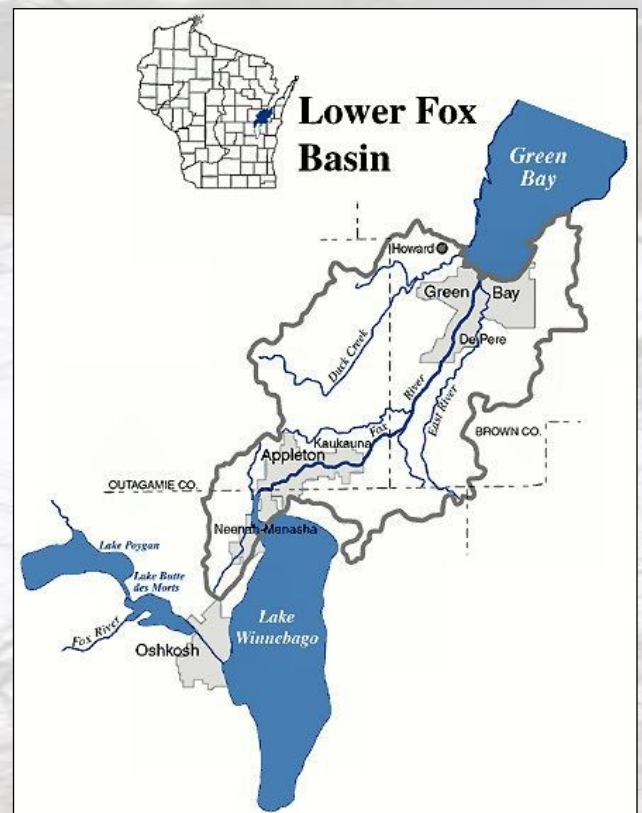 Lower Fox
Basin
Green
Bay
Howard
Green Bay
De Pere
Duck Creek
Fox River
East River
Kaukauna
Appleton
BROWN CO.
OUTAGAMIE CO.
Neenah-Menasha
Lake Poygan
Lake Butte
des Morts
Fox River
Oshkosh
Lake
Winnebago